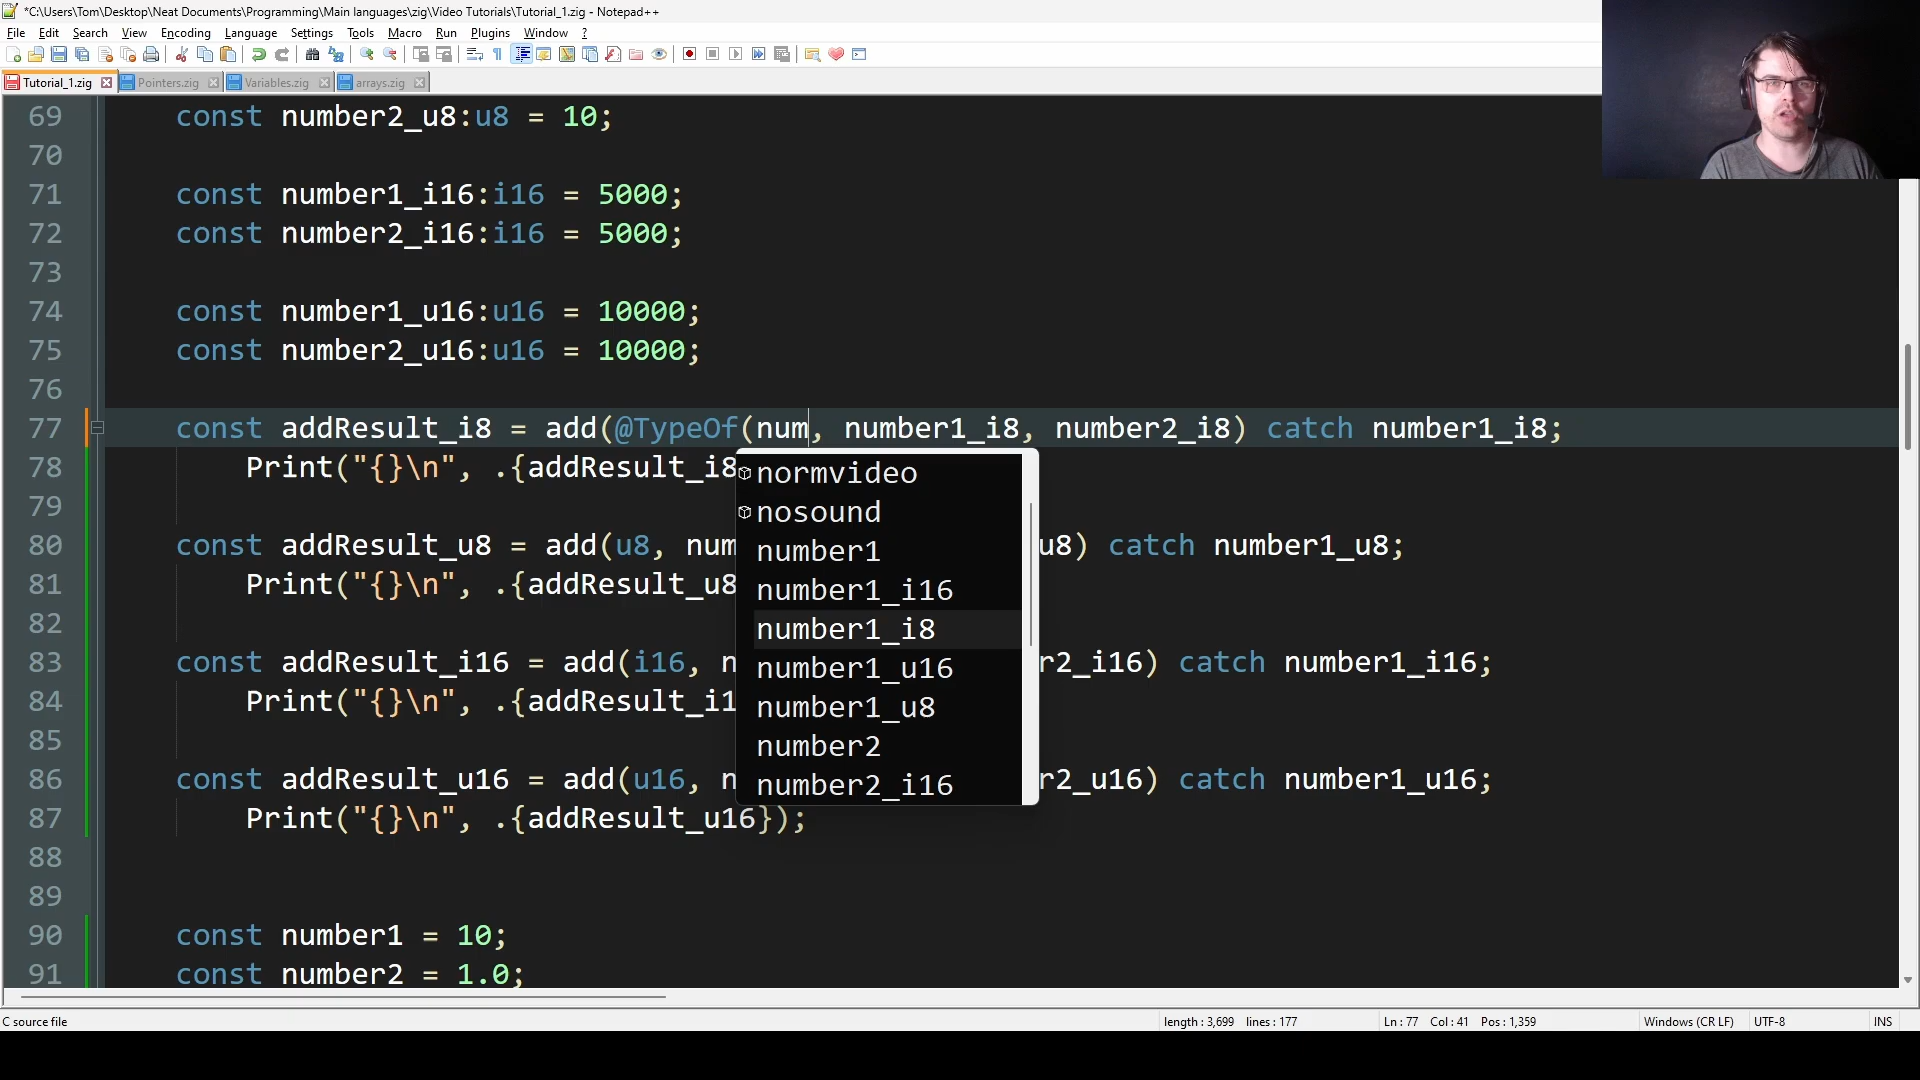 *C:\Users\Tom\Desktop\Neat Documents\Programming\Main languages\zig\Video Tutorials\Tutorial_1.zig - Notepad++
File Edit Search View Encoding Language Settings Tools Macro Run Plugins Window ?
Tutorial_1.zig Pointers.zig Variables.zig arrays.zig
69 const number2_u8:u8 = 10;
70
71 const number1_i16:i16 = 5000;
72 const number2_i16:i16 = 5000;
73
74 const number1_u16:u16 = 10000;
75 const number2_u16:u16 = 10000;
76
77 const addResult_i8 = add(@TypeOf(num, number1_i8, number2_i8) catch number1_i8;
78 Print("{}\n", .{addResult_i8
79
80 const addResult_u8 = add(u8, num u8) catch number1_u8;
81 Print("{}\n", .{addResult_u8
82
83 const addResult_i16 = add(i16, n r2_i16) catch number1_i16;
84 Print("{}\n", .{addResult_i1
85
86 const addResult_u16 = add(u16, n r2_u16) catch number1_u16;
87 Print("{}\n", .{addResult_u16});
88
89
90 const number1 = 10;
91 const number2 = 1.0;
normvideo
nosound
number1
number1_i16
number1_i8
number1_u16
number1_u8
number2
number2_i16
C source file length : 3,699 lines : 177 Ln : 77 Col : 41 Pos : 1,359 Windows (CR LF) UTF-8 INS